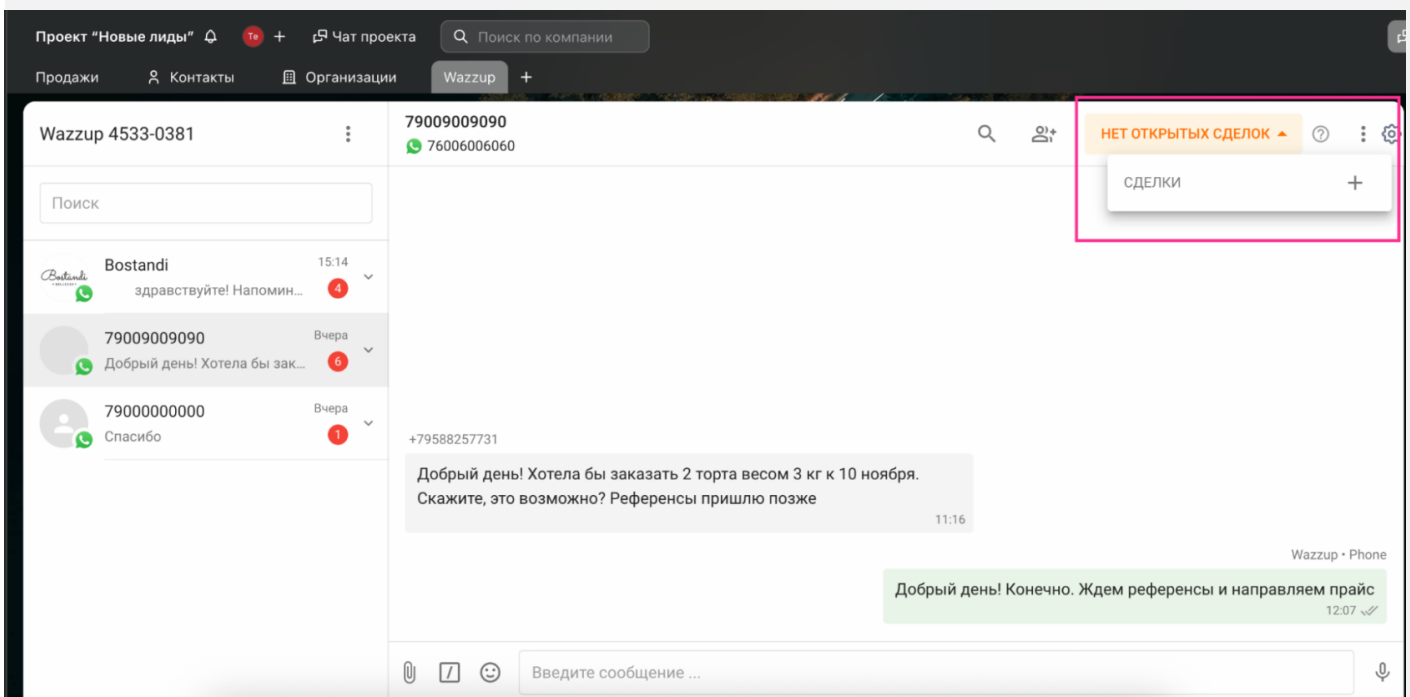 Проект “Новые лиды” Te + Чат проекта Поиск по компании
Продажи Контакты Организации Wazzup +
Wazzup 4533-0381
79009009090
76006006060
НЕТ ОТКРЫТЫХ СДЕЛОК
СДЕЛКИ +
Поиск
Bostandi 15:14
здравствуйте! Напомин... 4
79009009090 Вчера
Добрый день! Хотела бы зак... 6
79000000000 Вчера
Спасибо 1
+79588257731
Добрый день! Хотела бы заказать 2 торта весом 3 кг к 10 ноября.
Скажите, это возможно? Референсы пришлю позже
11:16
Wazzup • Phone
Добрый день! Конечно. Ждем референсы и направляем прайс
12:07
Введите сообщение ...